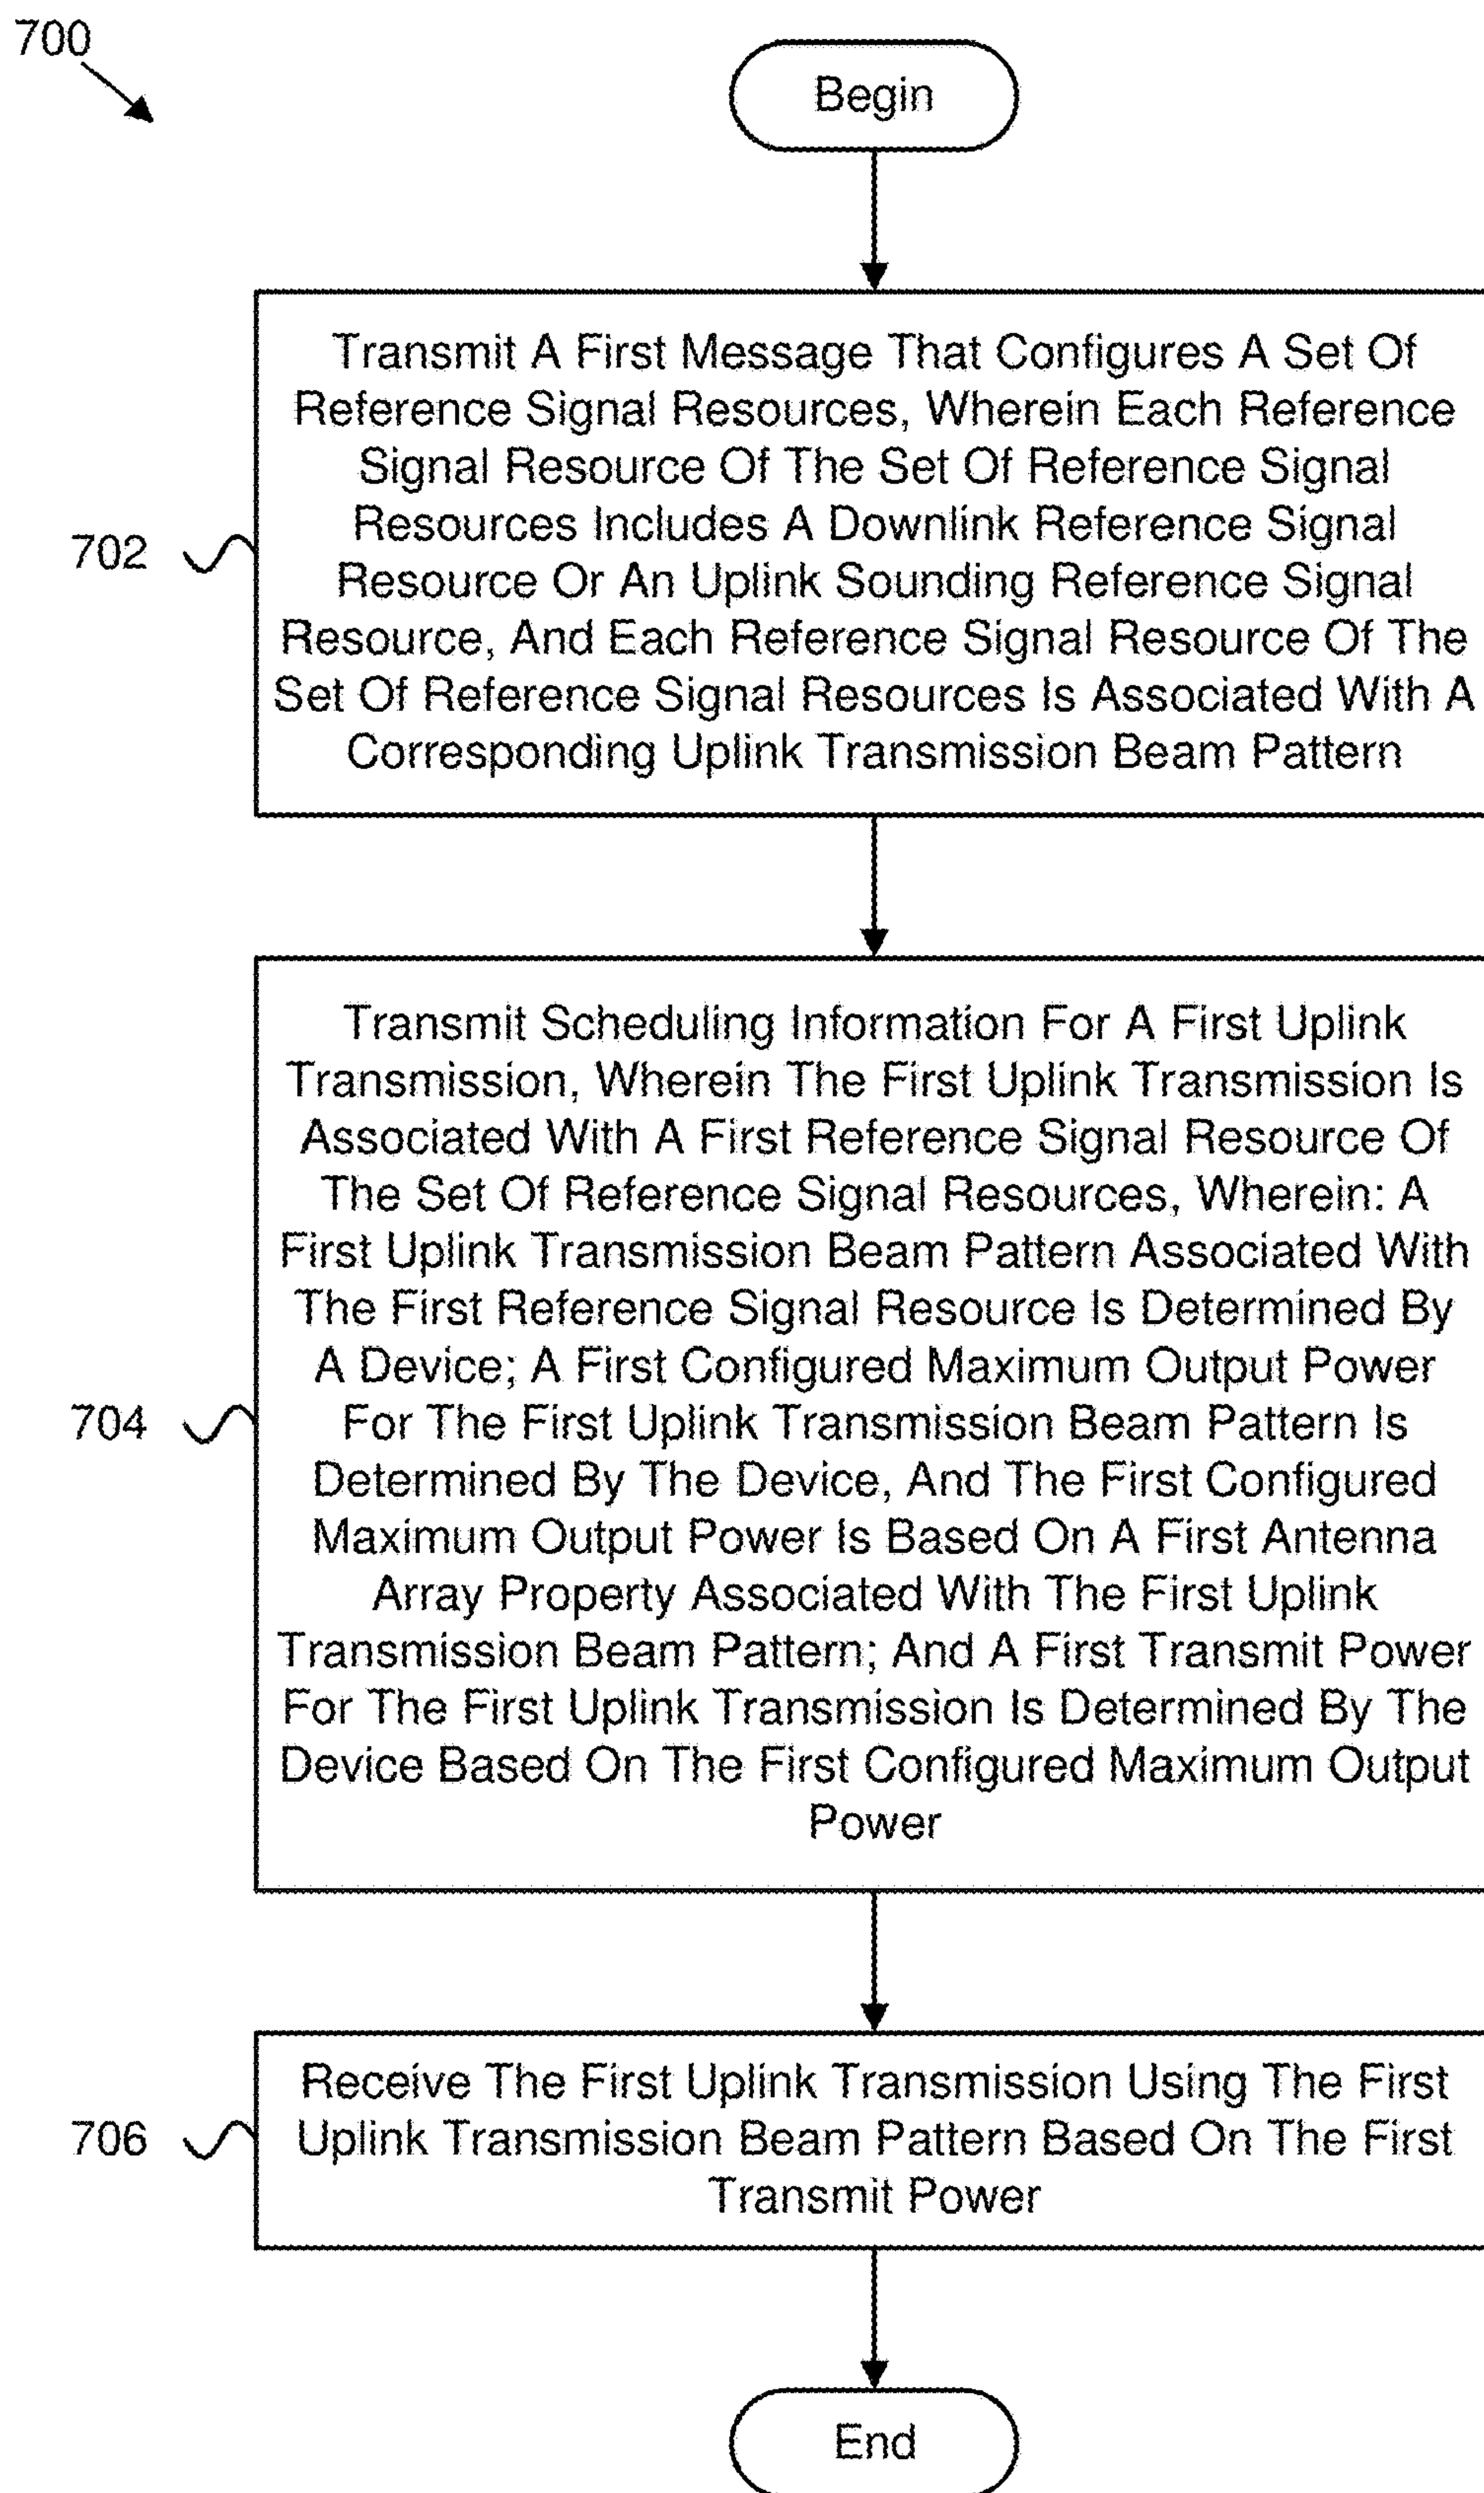 700
Begin
Transmit A First Message That Configures A Set Of
Reference Signal Resources, Wherein Each Reference
Signal Resource Of The Set Of Reference Signal
Resources Includes A Downlink Reference Signal
Resource Or An Uplink Sounding Reference Signal
Resource, And Each Reference Signal Resource Of The
Set Of Reference Signal Resources Is Associated With A
Corresponding Uplink Transmission Beam Pattern
702
Transmit Scheduling Information For A First Uplink
Transmission, Wherein The First Uplink Transmission Is
Associated With A First Reference Signal Resource Of
The Set Of Reference Signal Resources, Wherein: A
First Uplink Transmission Beam Pattern Associated With
The First Reference Signal Resource Is Determined By
A Device; A First Configured Maximum Output Power
For The First Uplink Transmission Beam Pattern Is
Determined By The Device, And The First Configured
Maximum Output Power Is Based On A First Antenna
Array Property Associated With The First Uplink
Transmission Beam Pattern; And A First Transmit Power
For The First Uplink Transmission Is Determined By The
Device Based On The First Configured Maximum Output
Power
704
Receive The First Uplink Transmission Using The First
Uplink Transmission Beam Pattern Based On The First
Transmit Power
706
End